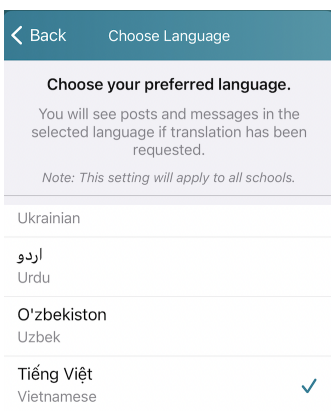 Back
Choose Language
Choose your preferred language.
You will see posts and messages in the
selected language if translation has been
requested.
Note: This setting will apply to all schools.
Ukrainian
اردو
Urdu
O'zbekiston
Uzbek
Tiếng Việt
Vietnamese